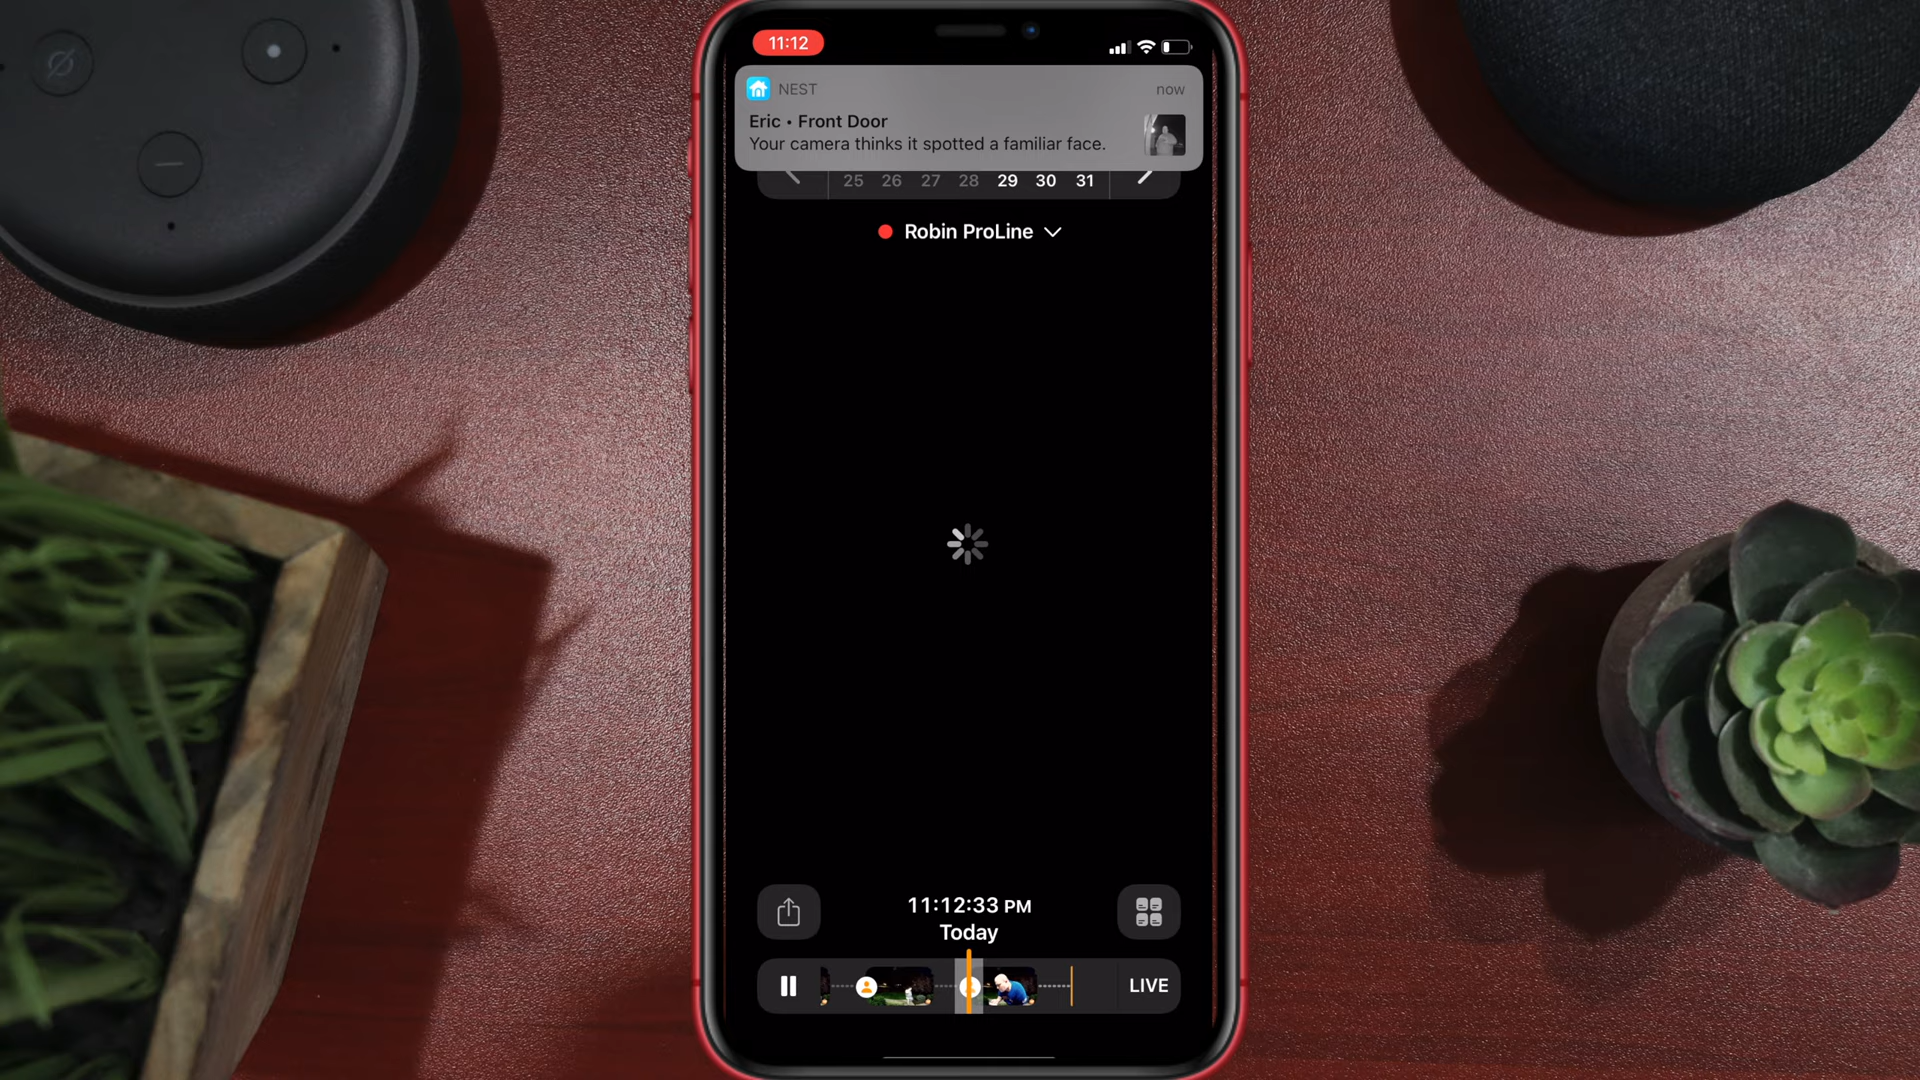 11:12
NEST
now
Eric • Front Door
Your camera thinks it spotted a familiar face.
25 26 27 28 29 30 31
Robin ProLine
11:12:33 PM
Today
LIVE